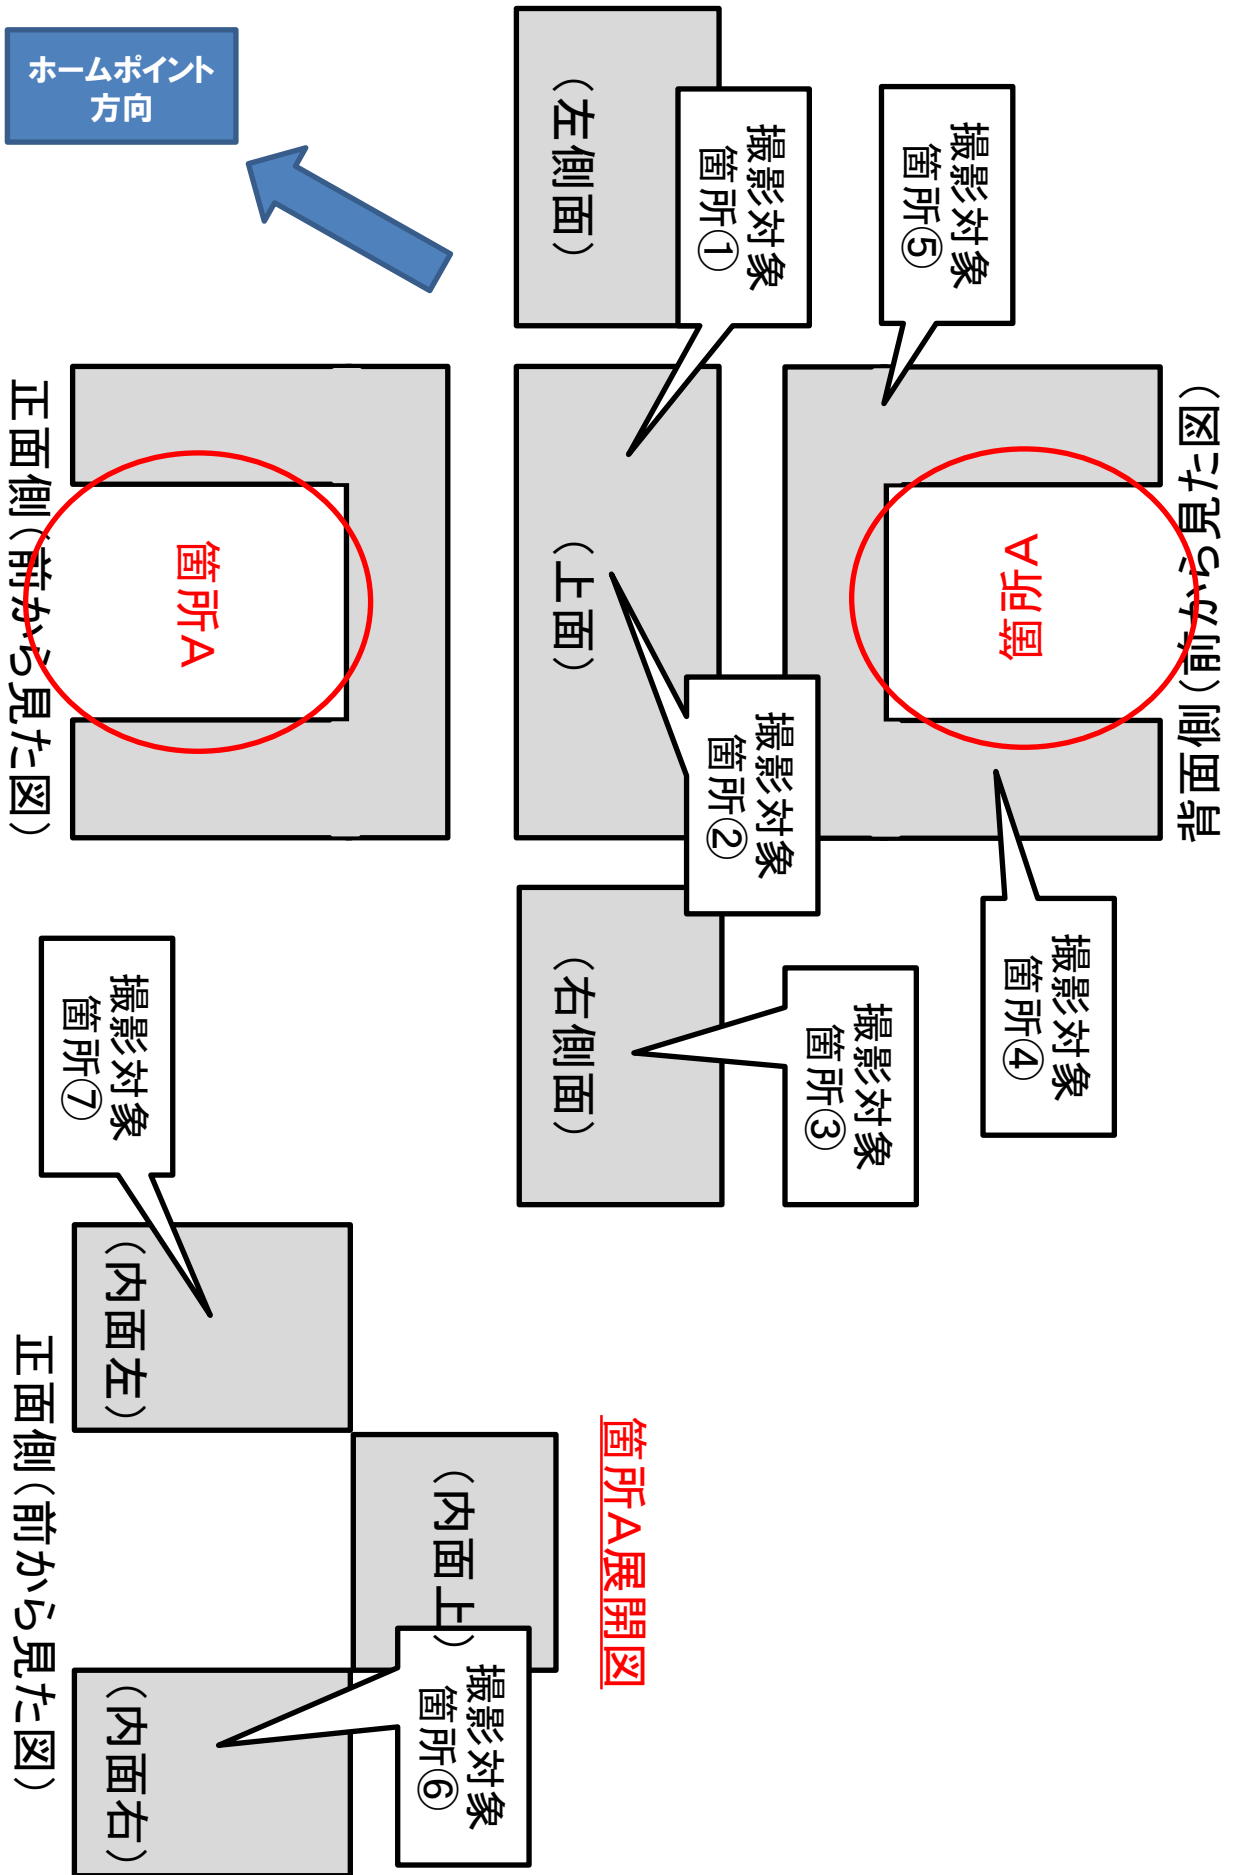 ホームポイント
方向
(左側面)
撮影対象
箇所①
撮影対象
箇所⑤
背面側(前から見た図)
箇所A
(上面)
撮影対象
箇所②
箇所A
正面側(前から見た図)
撮影対象
箇所④
(右側面)
撮影対象
箇所③
撮影対象
箇所⑦
箇所A展開図
(内面左)
(内面上)
撮影対象
箇所⑥
(内面右)
正面側(前から見た図)